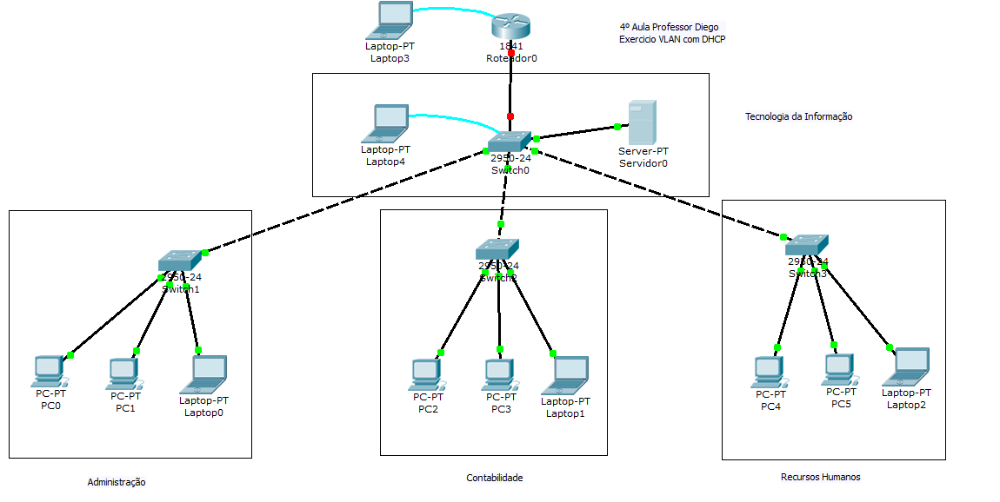 Laptop-PT
Laptop3
1841
Roteador0
4º Aula Professor Diego
Exercicio VLAN com DHCP
Tecnologia da Informação
Laptop-PT
Laptop4
2950-24
Switch0
Server-PT
Servidor0
2950-24
Switch1
2950-24
Switch2
2950-24
Switch3
PC-PT
PC0
PC-PT
PC1
Laptop-PT
Laptop0
PC-PT
PC2
PC-PT
PC3
Laptop-PT
Laptop1
PC-PT
PC4
PC-PT
PC5
Laptop-PT
Laptop2
Administração
Contabilidade
Recursos Humanos